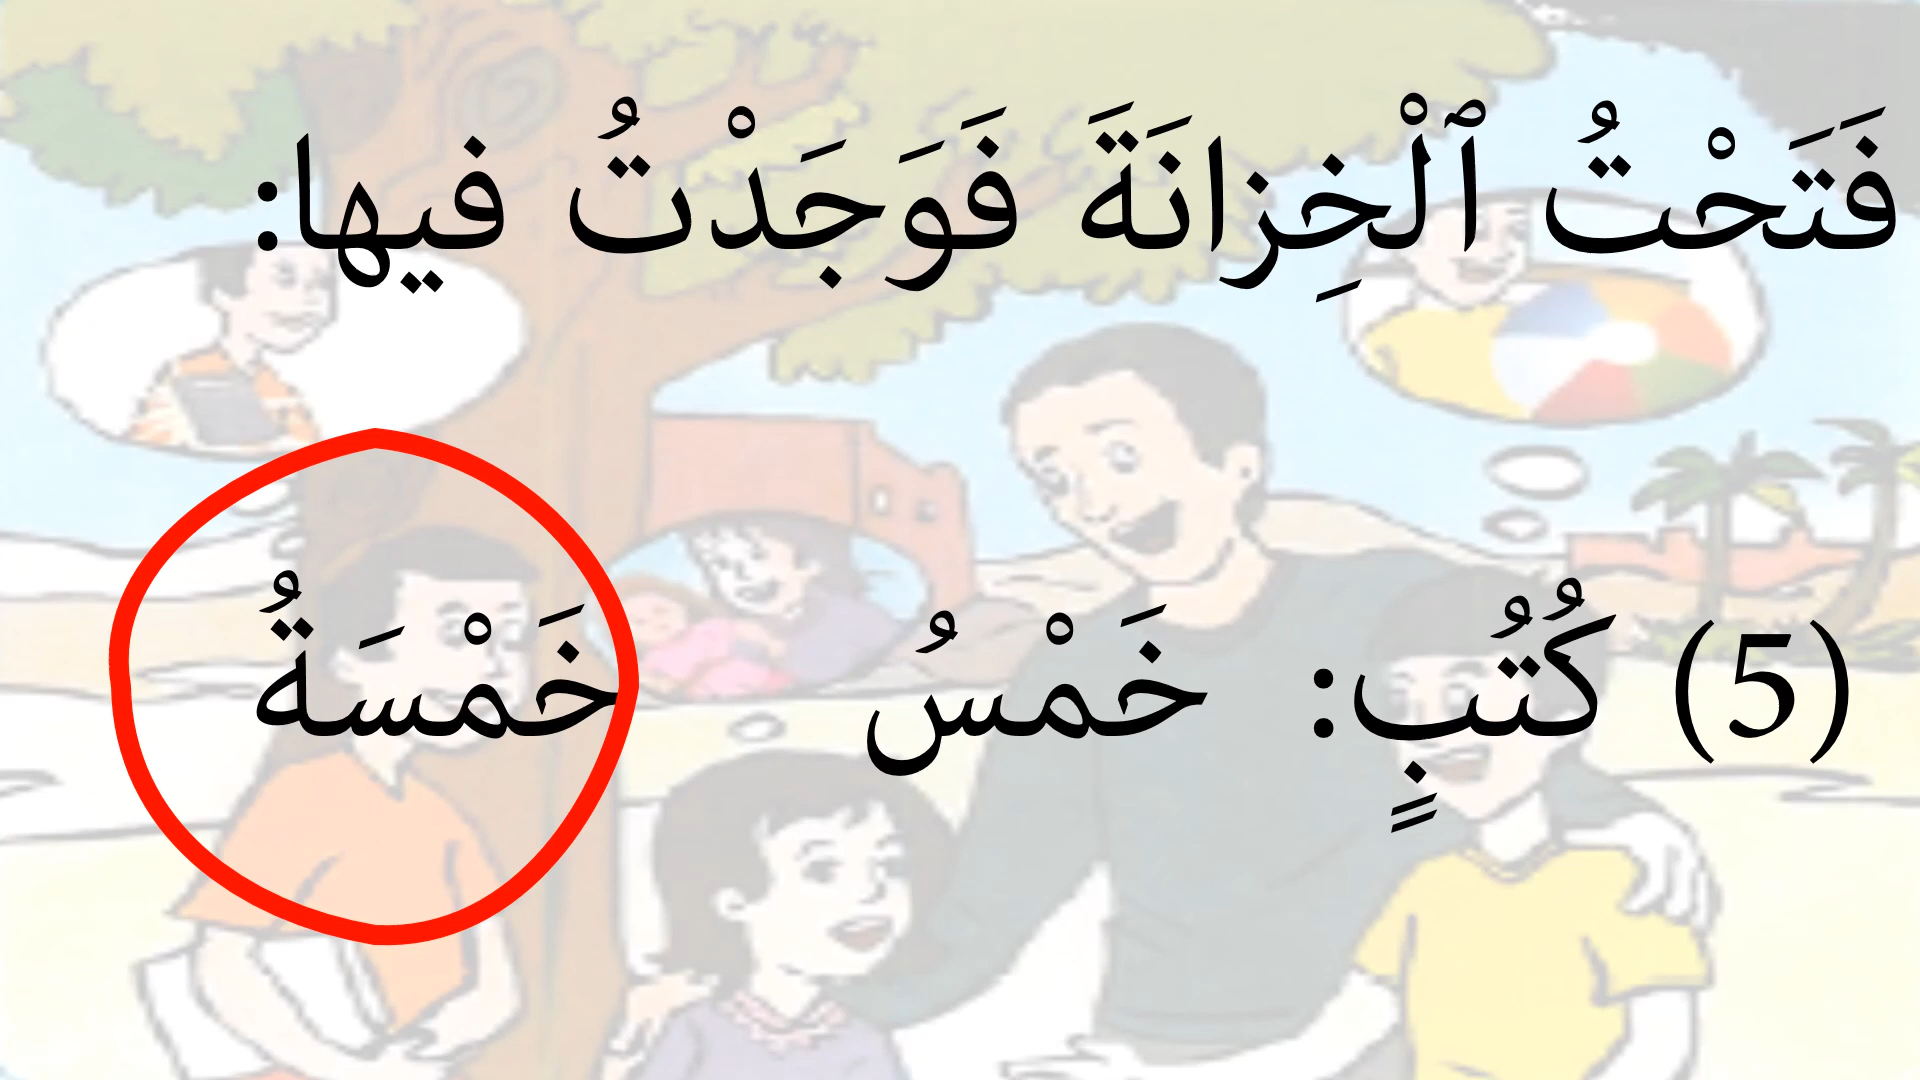 فَتَحْتُ ٱلْخِزانَةَ فَوَجَدْتُ فيها:
(5) كُتُبٍ: خَمْسُ خَمْسَةُ